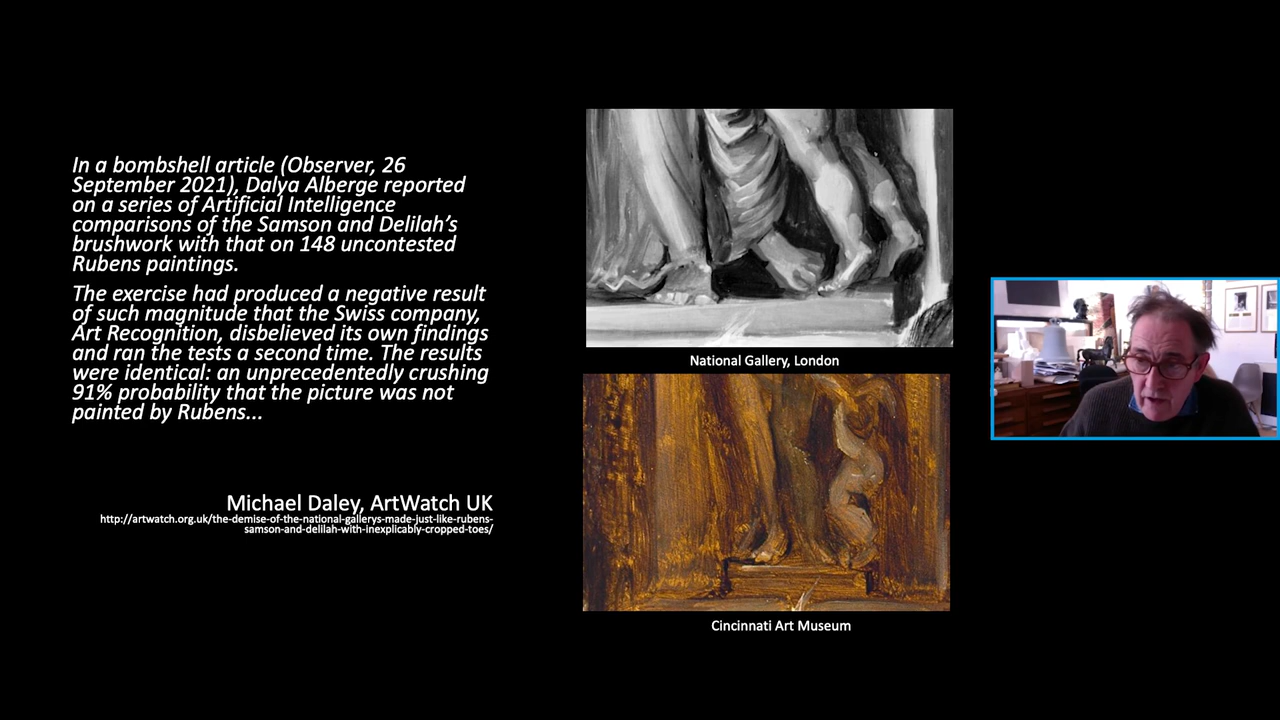 In a bombshell article (Observer, 26
September 2021), Dalya Alberge reported
on a series of Artificial Intelligence
comparisons of the Samson and Delilah’s
brushwork with that on 148 uncontested
Rubens paintings.
The exercise had produced a negative result
of such magnitude that the Swiss company,
Art Recognition, disbelieved its own findings
and ran the tests a second time. The results
were identical: an unprecedentedly crushing
91% probability that the picture was not
painted by Rubens...
Michael Daley, ArtWatch UK
http://artwatch.org.uk/the-demise-of-the-national-gallerys-made-just-like-rubens-
samson-and-delilah-with-inexplicably-cropped-toes/
National Gallery, London
Cincinnati Art Museum